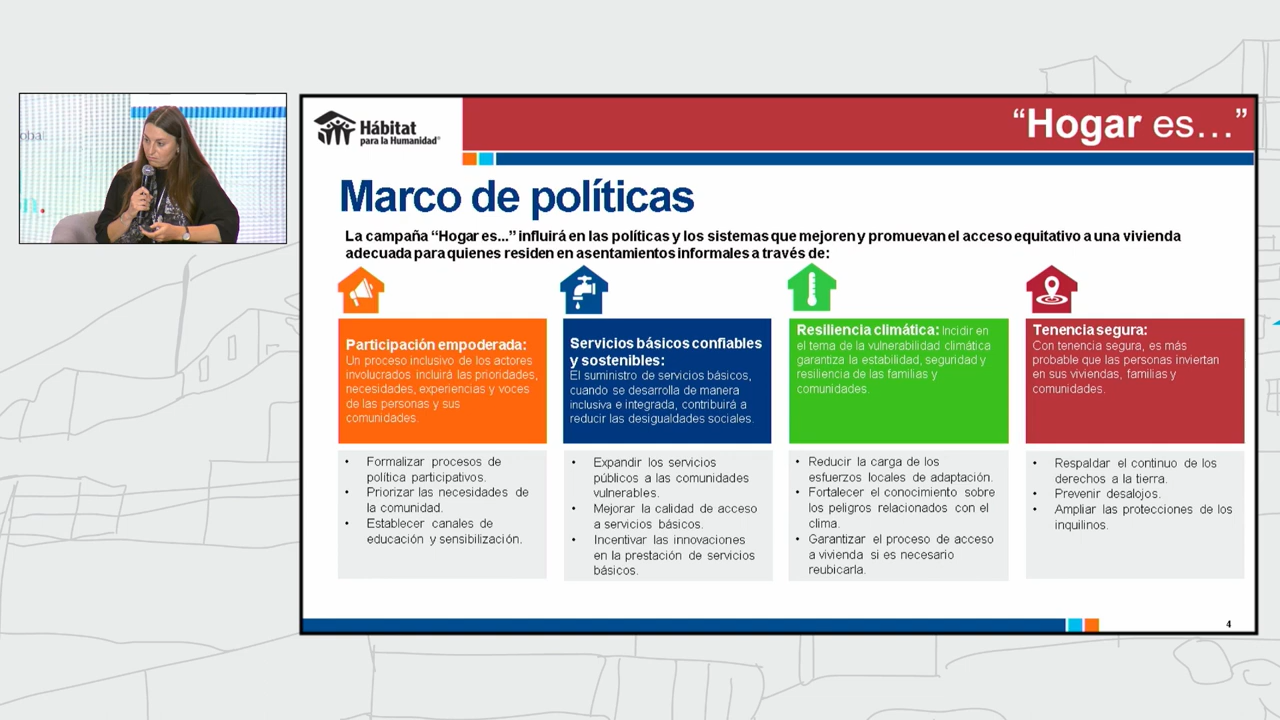 Hábitat
para la Humanidad®
“Hogar es…”
Marco de políticas
La campaña “Hogar es...” influirá en las políticas y los sistemas que mejoren y promuevan el acceso equitativo a una vivienda
adecuada para quienes residen en asentamientos informales a través de:
Participación empoderada:
Un proceso inclusivo de los actores
involucrados incluirá las prioridades,
necesidades, experiencias y voces
de las personas y sus
comunidades.
• Formalizar procesos de
política participativos.
• Priorizar las necesidades de
la comunidad.
• Establecer canales de
educación y sensibilización.
Servicios básicos confiables
y sostenibles:
El suministro de servicios básicos,
cuando se desarrolla de manera
inclusiva e integrada, contribuirá a
reducir las desigualdades sociales.
• Expandir los servicios
públicos a las comunidades
vulnerables.
• Mejorar la calidad de acceso
a servicios básicos.
• Incentivar las innovaciones
en la prestación de servicios
básicos.
Resiliencia climática: Incidir en
el tema de la vulnerabilidad climática
garantiza la estabilidad, seguridad y
resiliencia de las familias y
comunidades.
• Reducir la carga de los
esfuerzos locales de adaptación.
• Fortalecer el conocimiento sobre
los peligros relacionados con el
clima.
• Garantizar el proceso de acceso
a vivienda si es necesario
reubicarla.
Tenencia segura:
Con tenencia segura, es más
probable que las personas inviertan
en sus viviendas, familias y
comunidades.
• Respaldar el continuo de los
derechos a la tierra.
• Prevenir desalojos.
• Ampliar las protecciones de los
inquilinos.
4